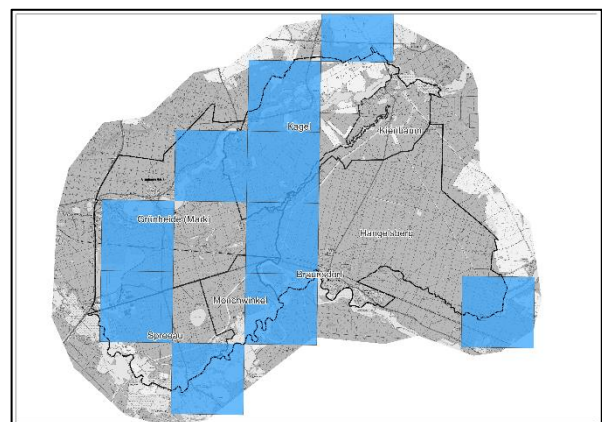 Kagel
Kienbaum
Grünheide (Mark)
Hangelsberg
Braunsdorf
Mönchwinkel
Spreeau